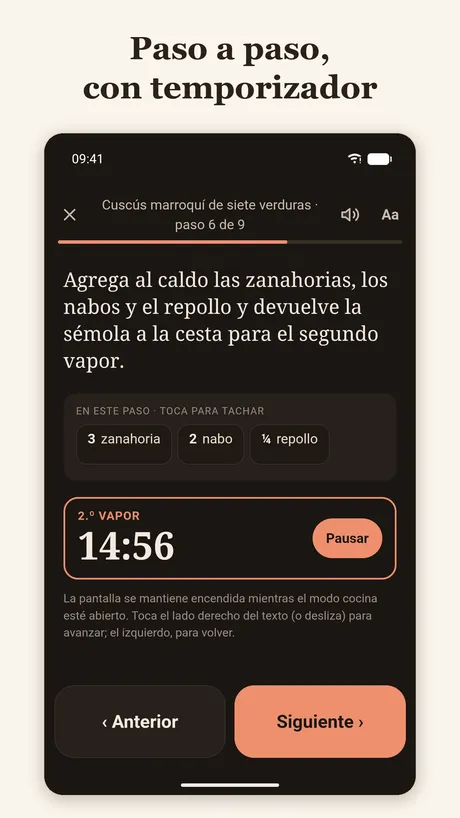 Paso a paso,
con temporizador
09:41
Cuscús marroquí de siete verduras ·
paso 6 de 9
Aa
Agrega al caldo las zanahorias, los
nabos y el repollo y devuelve la
sémola a la cesta para el segundo
vapor.
EN ESTE PASO · TOCA PARA TACHAR
3 zanahoria
2 nabo
¼ repollo
2.º VAPOR
14:56
Pausar
La pantalla se mantiene encendida mientras el modo cocina
esté abierto. Toca el lado derecho del texto (o desliza) para
avanzar; el izquierdo, para volver.
‹ Anterior
Siguiente ›